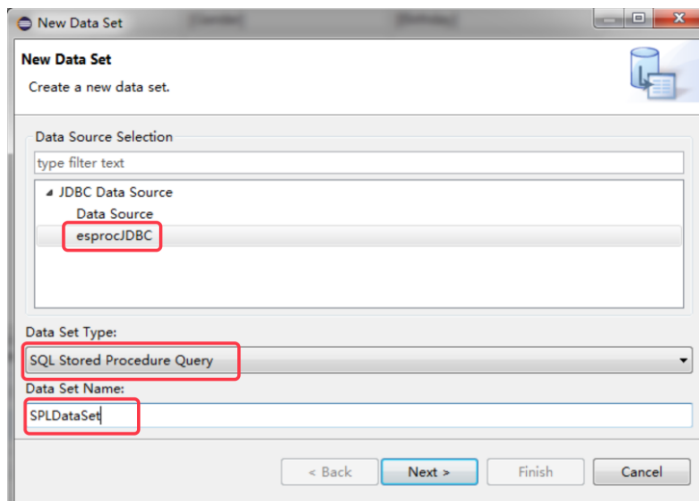 New Data Set
New Data Set
Create a new data set.
Data Source Selection
type filter text
JDBC Data Source
Data Source
esprocJDBC
Data Set Type:
SQL Stored Procedure Query
Data Set Name:
SPLDataSet
< Back Next > Finish Cancel